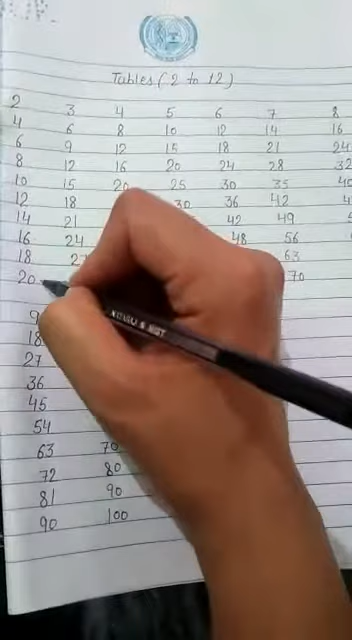 Tables (2 to 12)
2 3 4 5 6 7 8
4 6 8 10 12 14 16
6 9 12 15 18 21 24
8 12 16 20 24 28 32
10 15 20 25 30 35
12 18 30 36 42
14 21 42 49
16 24 48 56
18 63
20 70
18
27
36
45
54
63 70
72 80
81 90
90 100